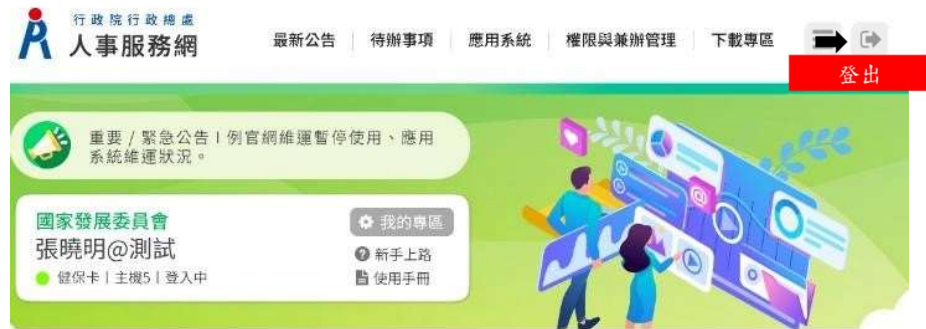 行政院行政總處
人事服務網
最新公告
待辦事項
應用系統
權限與兼辦管理
下載專區
登出
重要 / 緊急公告 | 例官網維運暫停使用、應用
系統維運狀況。
國家發展委員會
我的專區
張曉明@測試
新手上路
健保卡 | 主機5 | 登入中
使用手冊